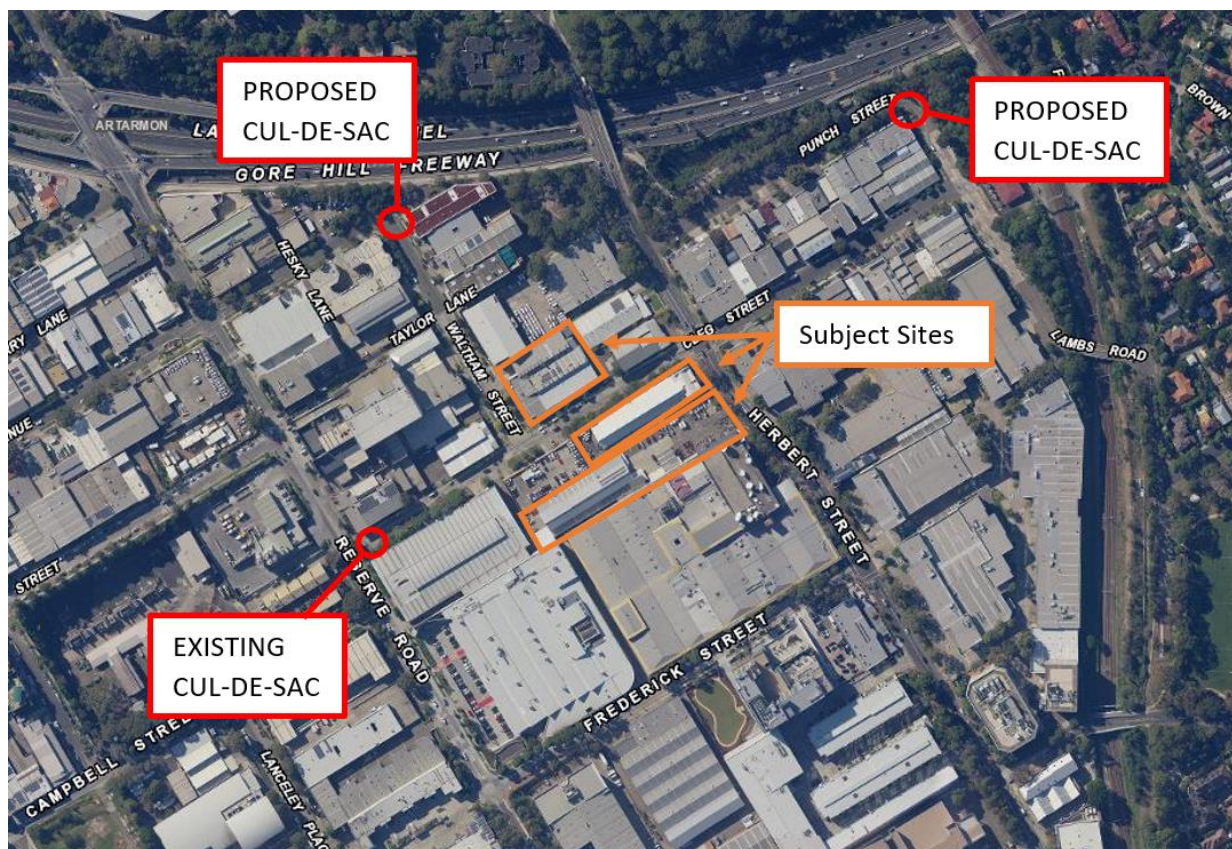 PROPOSED
CUL-DE-SAC
PROPOSED
CUL-DE-SAC
PUNCH STREET
BROWN
ARTARMON
GORE HILL FREEWAY
HESKY LANE
TAYLOR LANE
WALTHAM STREET
CLEG STREET
Subject Sites
LAMBS ROAD
LANE
HERBERT STREET
STREET
RESERVE ROAD
EXISTING
CUL-DE-SAC
FREDERICK STREET
CAMPBELL
LANCELEY